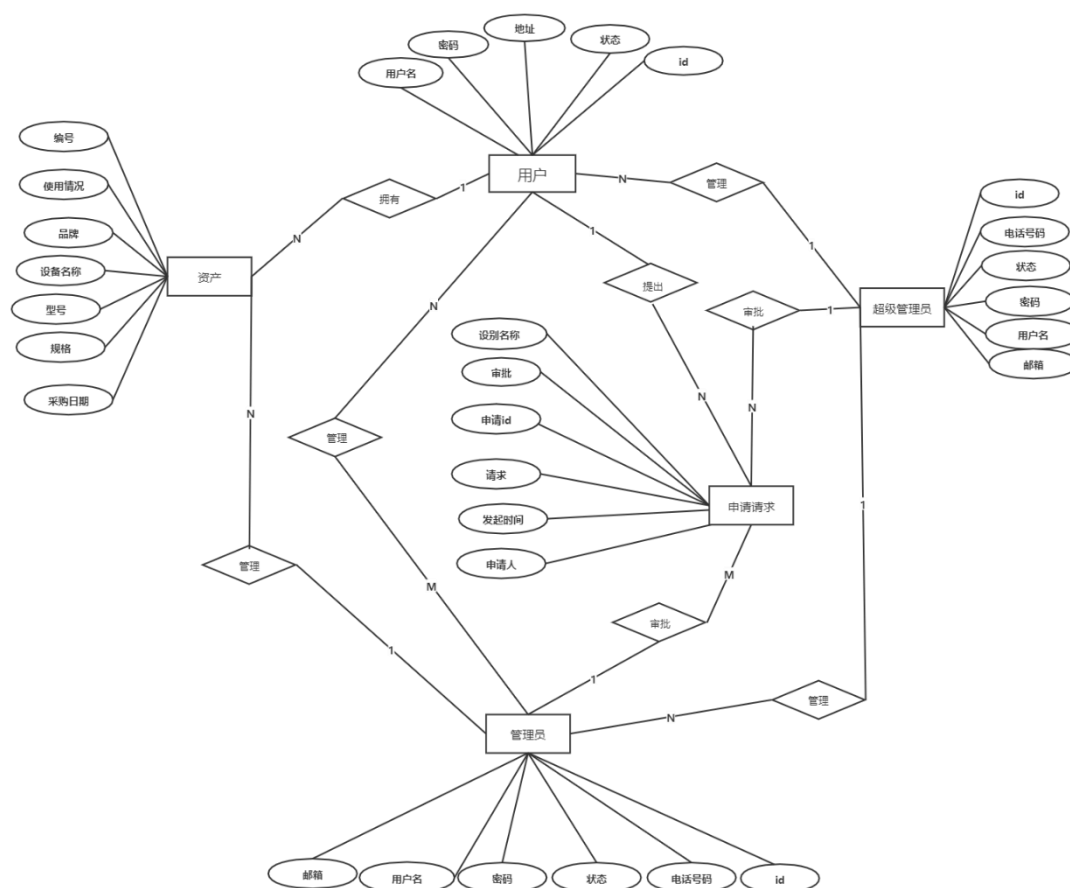 地址
状态
密码
id
用户名
编号
用户
使用情况
N
管理
1
拥有
N
id
品牌
电话号码
1
1
资产
设备名称
提出
状态
型号
N
审批
1
超级管理员
密码
设别名称
用户名
规格
审批
邮箱
采购日期
N
N
N
申请id
管理
请求
1
申请请求
发起时间
申请人
管理
M
M
审批
1
1
管理
N
管理员
邮箱
用户名
密码
状态
电话号码
id